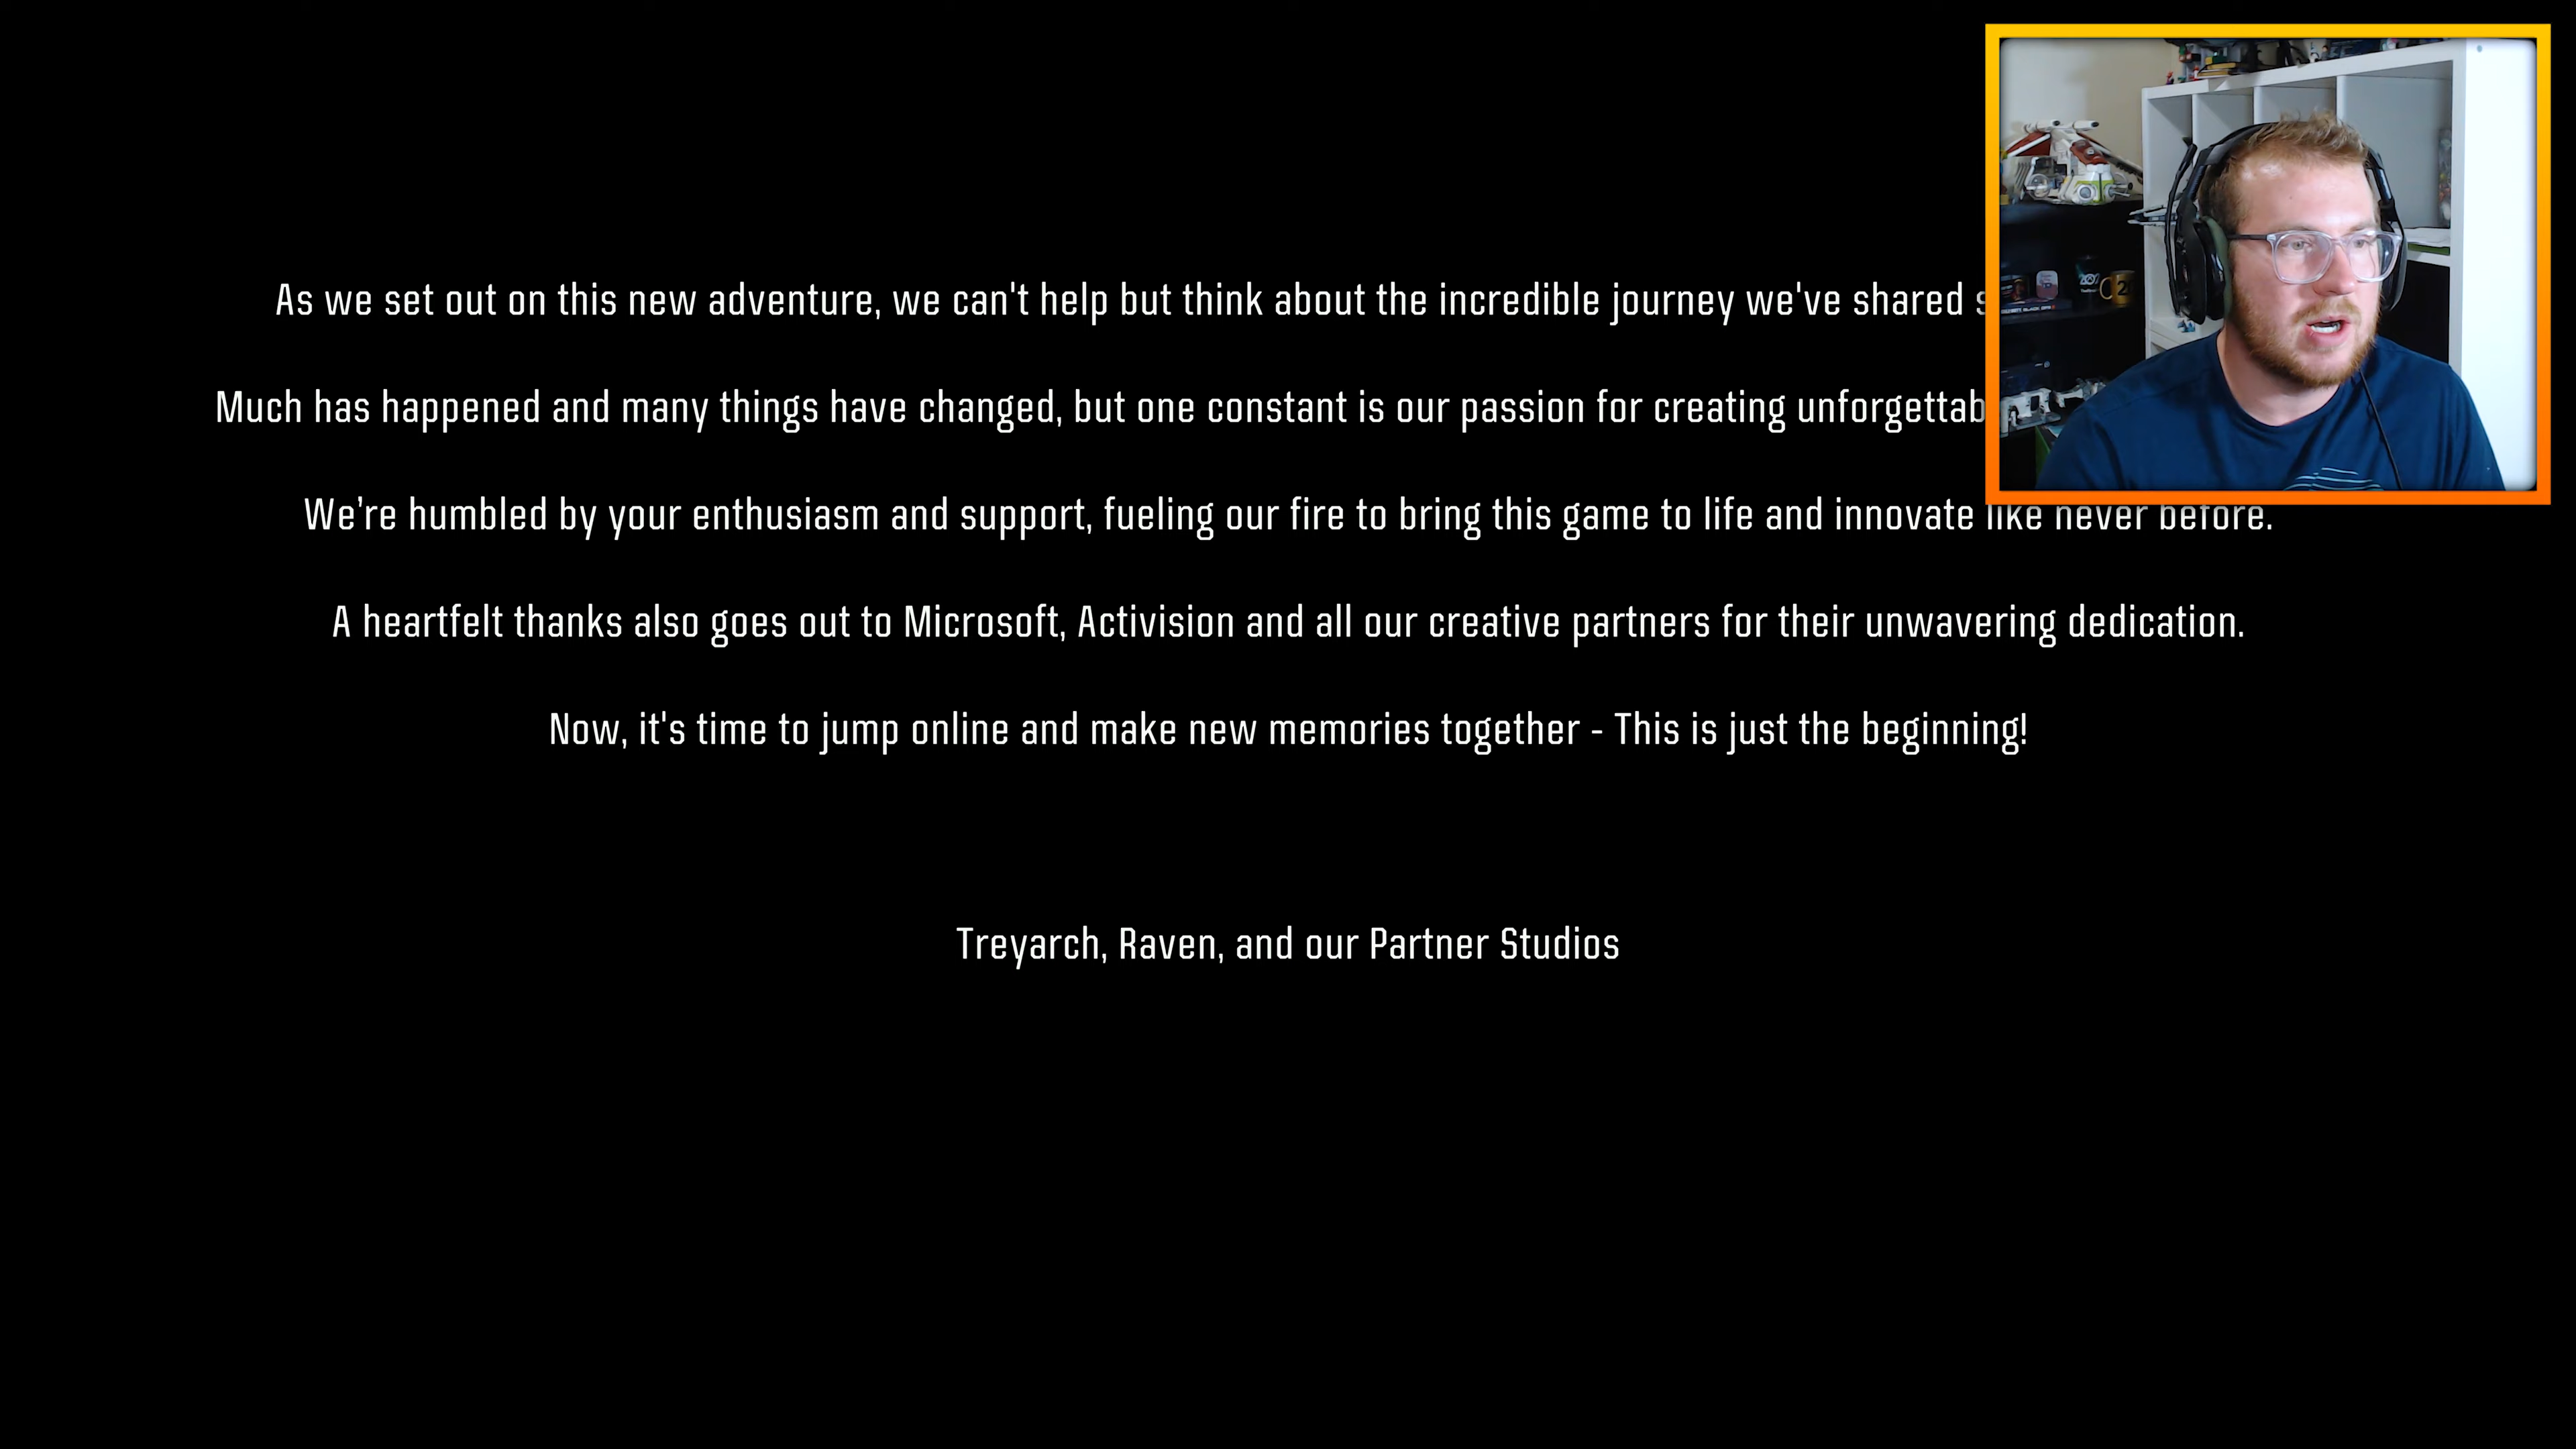 As we set out on this new adventure, we can't help but think about the incredible journey we've shared
Much has happened and many things have changed, but one constant is our passion for creating
We're humbled by your enthusiasm and support, fueling our fire to bring this game to life and innovate like never before.
A heartfelt thanks also goes out to Microsoft, Activision and all our creative partners for their unwavering dedication.
Now, it's time to jump online and make new memories together - This is just the beginning!
Treyarch, Raven, and our Partner Studios